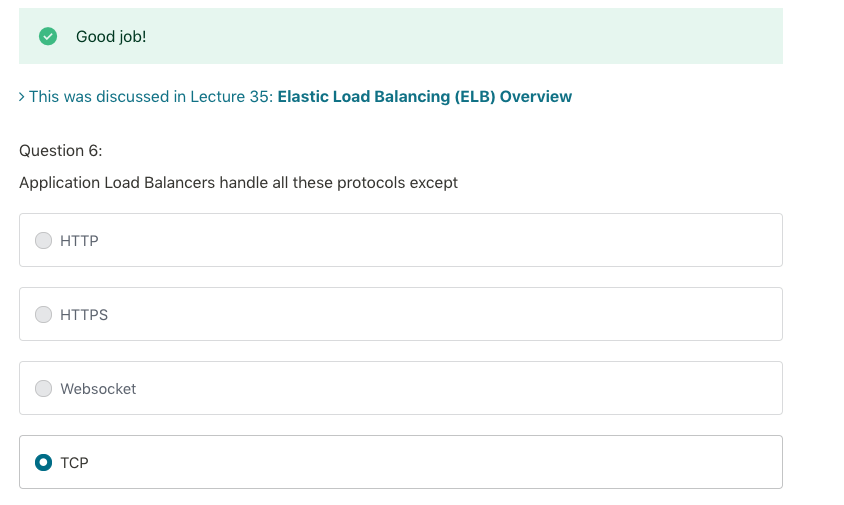 Good job!
> This was discussed in Lecture 35: Elastic Load Balancing (ELB) Overview
Question 6:
Application Load Balancers handle all these protocols except
HTTP
HTTPS
Websocket
TCP